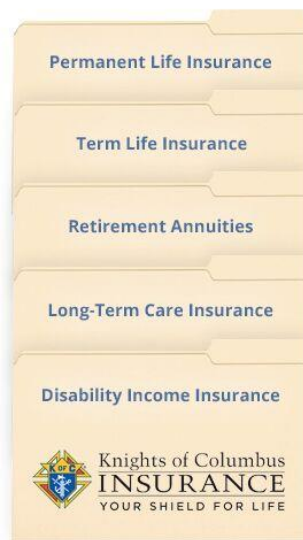 Permanent Life Insurance
Term Life Insurance
Retirement Annuities
Long-Term Care Insurance
Disability Income Insurance
K OF C
Knights of Columbus
INSURANCE
YOUR SHIELD FOR LIFE